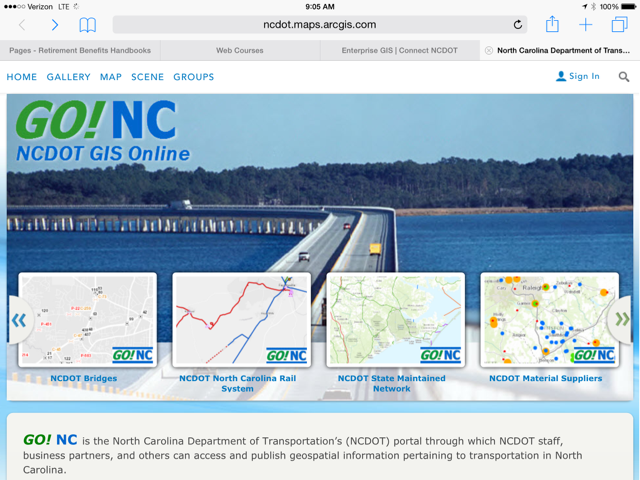 Verizon LTE 9:05 AM 100%
ncdot.maps.arcgis.com
Pages - Retirement Benefits Handbooks Web Courses Enterprise GIS | Connect NCDOT North Carolina Department of Trans…
HOME GALLERY MAP SCENE GROUPS Sign In
GO! NC
NCDOT GIS Online
Raleigh
GO! NC GO! NC GO! NC GO! NC
NCDOT Bridges NCDOT North Carolina Rail System NCDOT State Maintained Network NCDOT Material Suppliers
GO! NC is the North Carolina Department of Transportation's (NCDOT) portal through which NCDOT staff,
business partners, and others can access and publish geospatial information pertaining to transportation in North
Carolina.